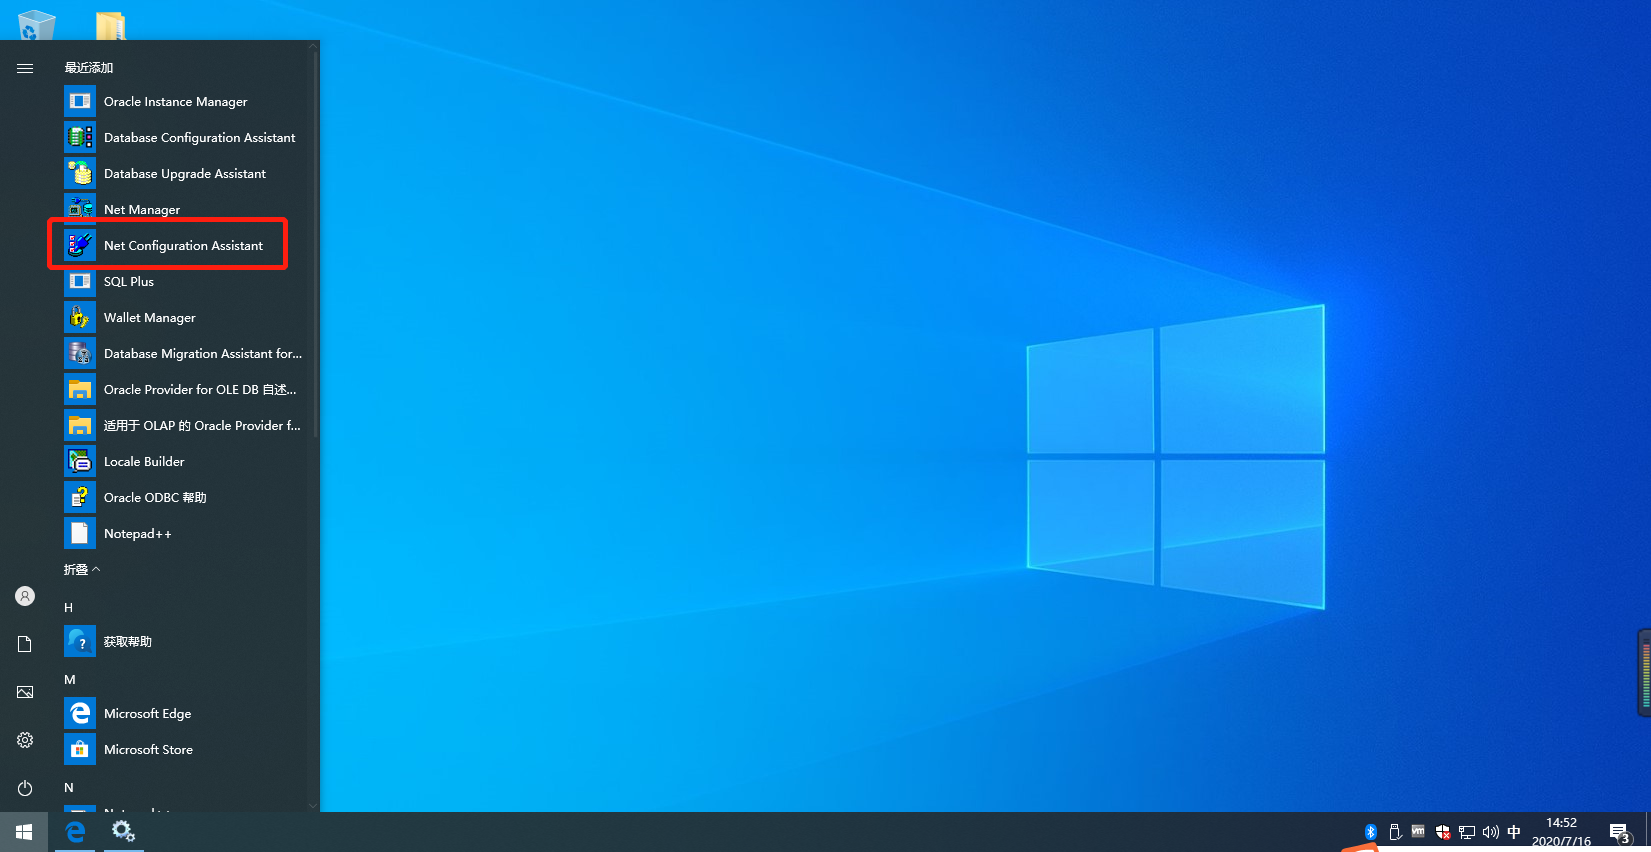 最近添加
Oracle Instance Manager
Database Configuration Assistant
Database Upgrade Assistant
Net Manager
Net Configuration Assistant
SQL Plus
Wallet Manager
Database Migration Assistant for...
Oracle Provider for OLE DB 自述...
适用于 OLAP 的 Oracle Provider f...
Locale Builder
Oracle ODBC 帮助
Notepad++
折叠
H
获取帮助
M
Microsoft Edge
Microsoft Store
N
vm
中
14:52
2020/7/16
3